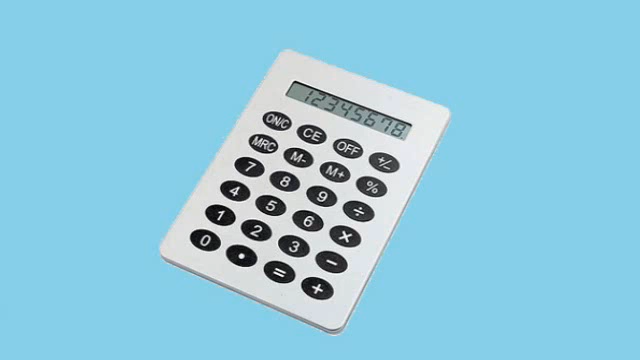 12345678
ON/C CE OFF +/−
MRC M- M+ %
7 8 9 ÷
4 5 6 ×
1 2 3 −
0 . = +